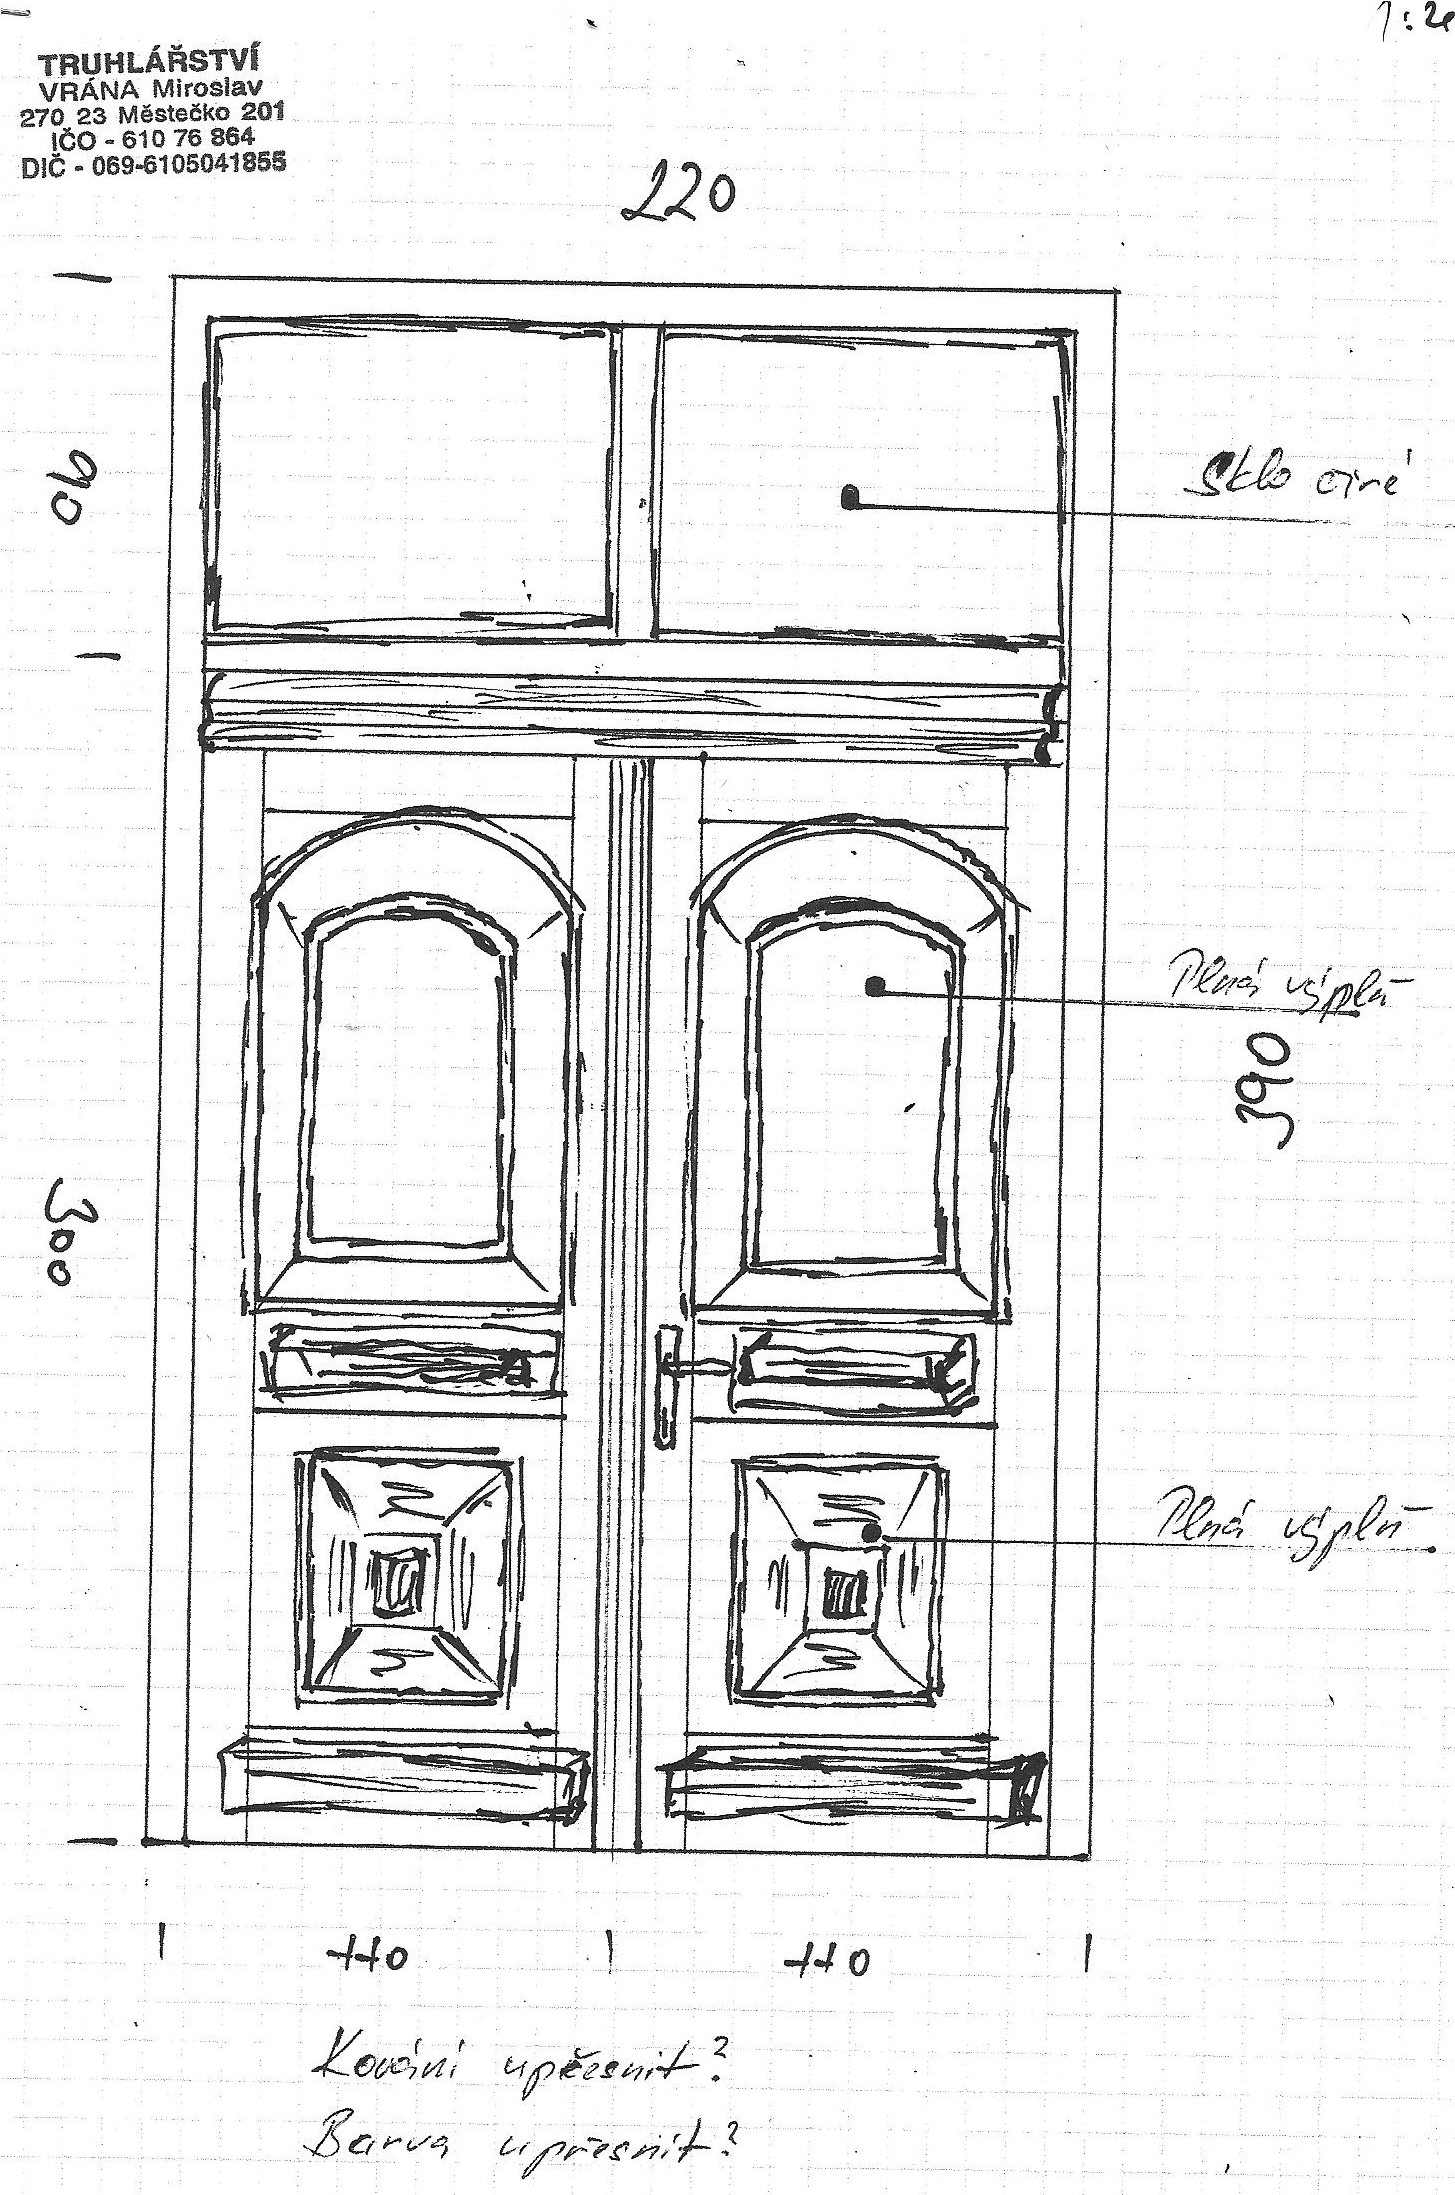 1:20
TRUHLÁŘSTVÍ
VRÁNA Miroslav
270 23 Městečko 201
IČO - 610 76 864
DIČ - 069-6105041855
220
90
Sklo čiré
Plná výplň
390
300
Plná výplň
110
110
Kování upřesnit?
Barva upřesnit?